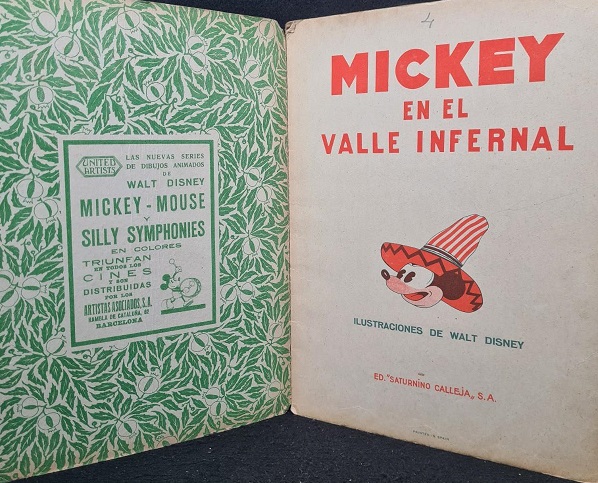 UNITED
ARTISTS
LAS NUEVAS SERIES
DE DIBUJOS ANIMADOS
DE
WALT DISNEY
MICKEY - MOUSE
Y
SILLY SYMPHONIES
EN COLORES
TRIUNFAN
EN TODOS LOS
CINES
Y SON
DISTRIBUIDAS
POR LOS
ARTISTAS ASOCIADOS, S.A.
RAMBLA DE CATALUÑA, 62
BARCELONA
4
MICKEY
EN EL
VALLE INFERNAL
ILUSTRACIONES DE WALT DISNEY
ED. "SATURNINO CALLEJA„ S.A.